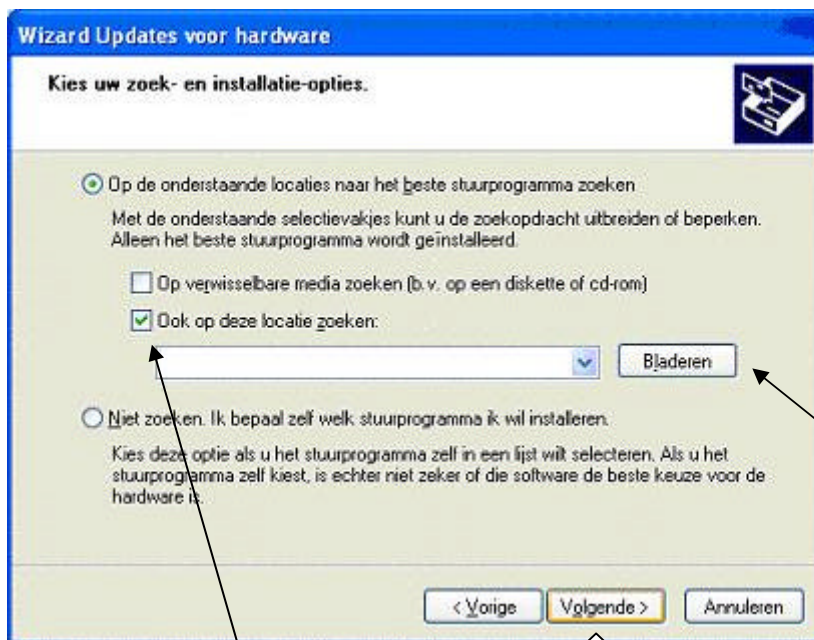 Wizard Updates voor hardware
Kies uw zoek- en installatie-opties.
Op de onderstaande locaties naar het beste stuurprogramma zoeken
Met de onderstaande selectievakjes kunt u de zoekopdracht uitbreiden of beperken.
Alleen het beste stuurprogramma wordt geïnstalleerd.
Op verwisselbare media zoeken (b.v. op een diskette of cd-rom)
Ook op deze locatie zoeken:
Bladeren
Niet zoeken. Ik bepaal zelf welk stuurprogramma ik wil installeren.
Kies deze optie als u het stuurprogramma zelf in een lijst wilt selecteren. Als u het
stuurprogramma zelf kiest, is echter niet zeker of die software de beste keuze voor de
hardware is.
< Vorige Volgende > Annuleren